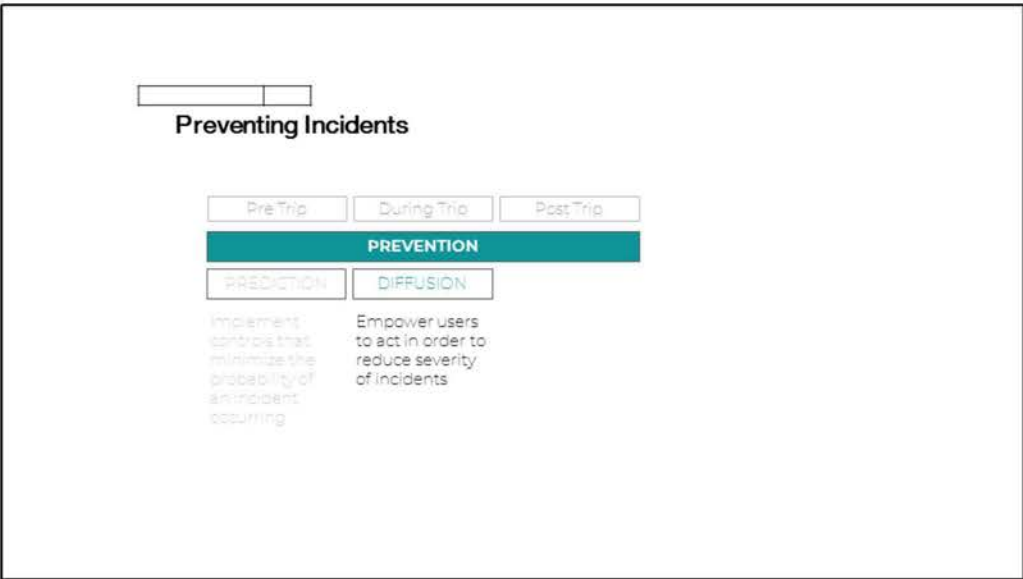 Preventing Incidents
Pre Trip During Trip Post Trip
PREVENTION
PREDICTION DIFFUSION
Implement
controls that
minimize the
probability of
an incident
occurring
Empower users
to act in order to
reduce severity
of incidents